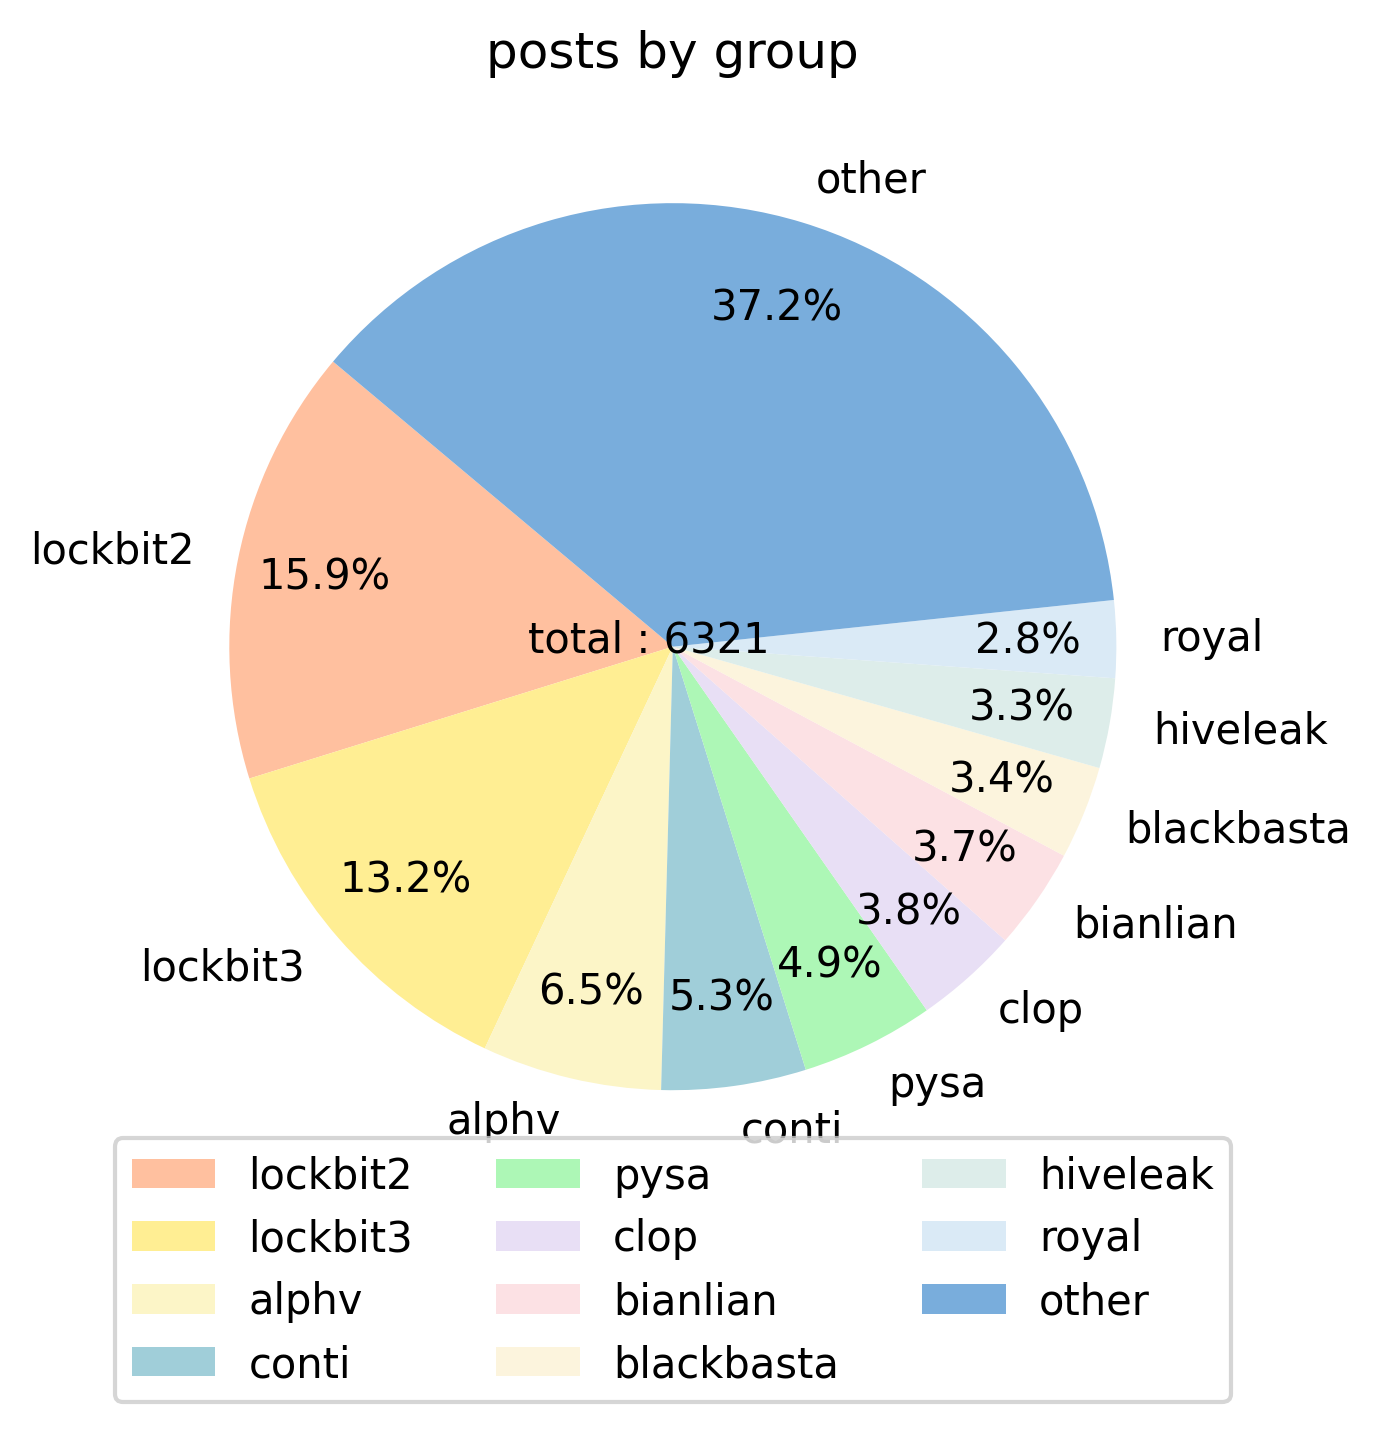 posts by group
other
37.2%
lockbit2
15.9%
total : 6321
2.8%
royal
3.3%
hiveleak
3.4%
blackbasta
3.7%
bianlian
13.2%
3.8%
lockbit3
4.9%
6.5%
5.3%
clop
pysa
alphv
conti
lockbit2
lockbit3
alphv
conti
pysa
clop
bianlian
blackbasta
hiveleak
royal
other